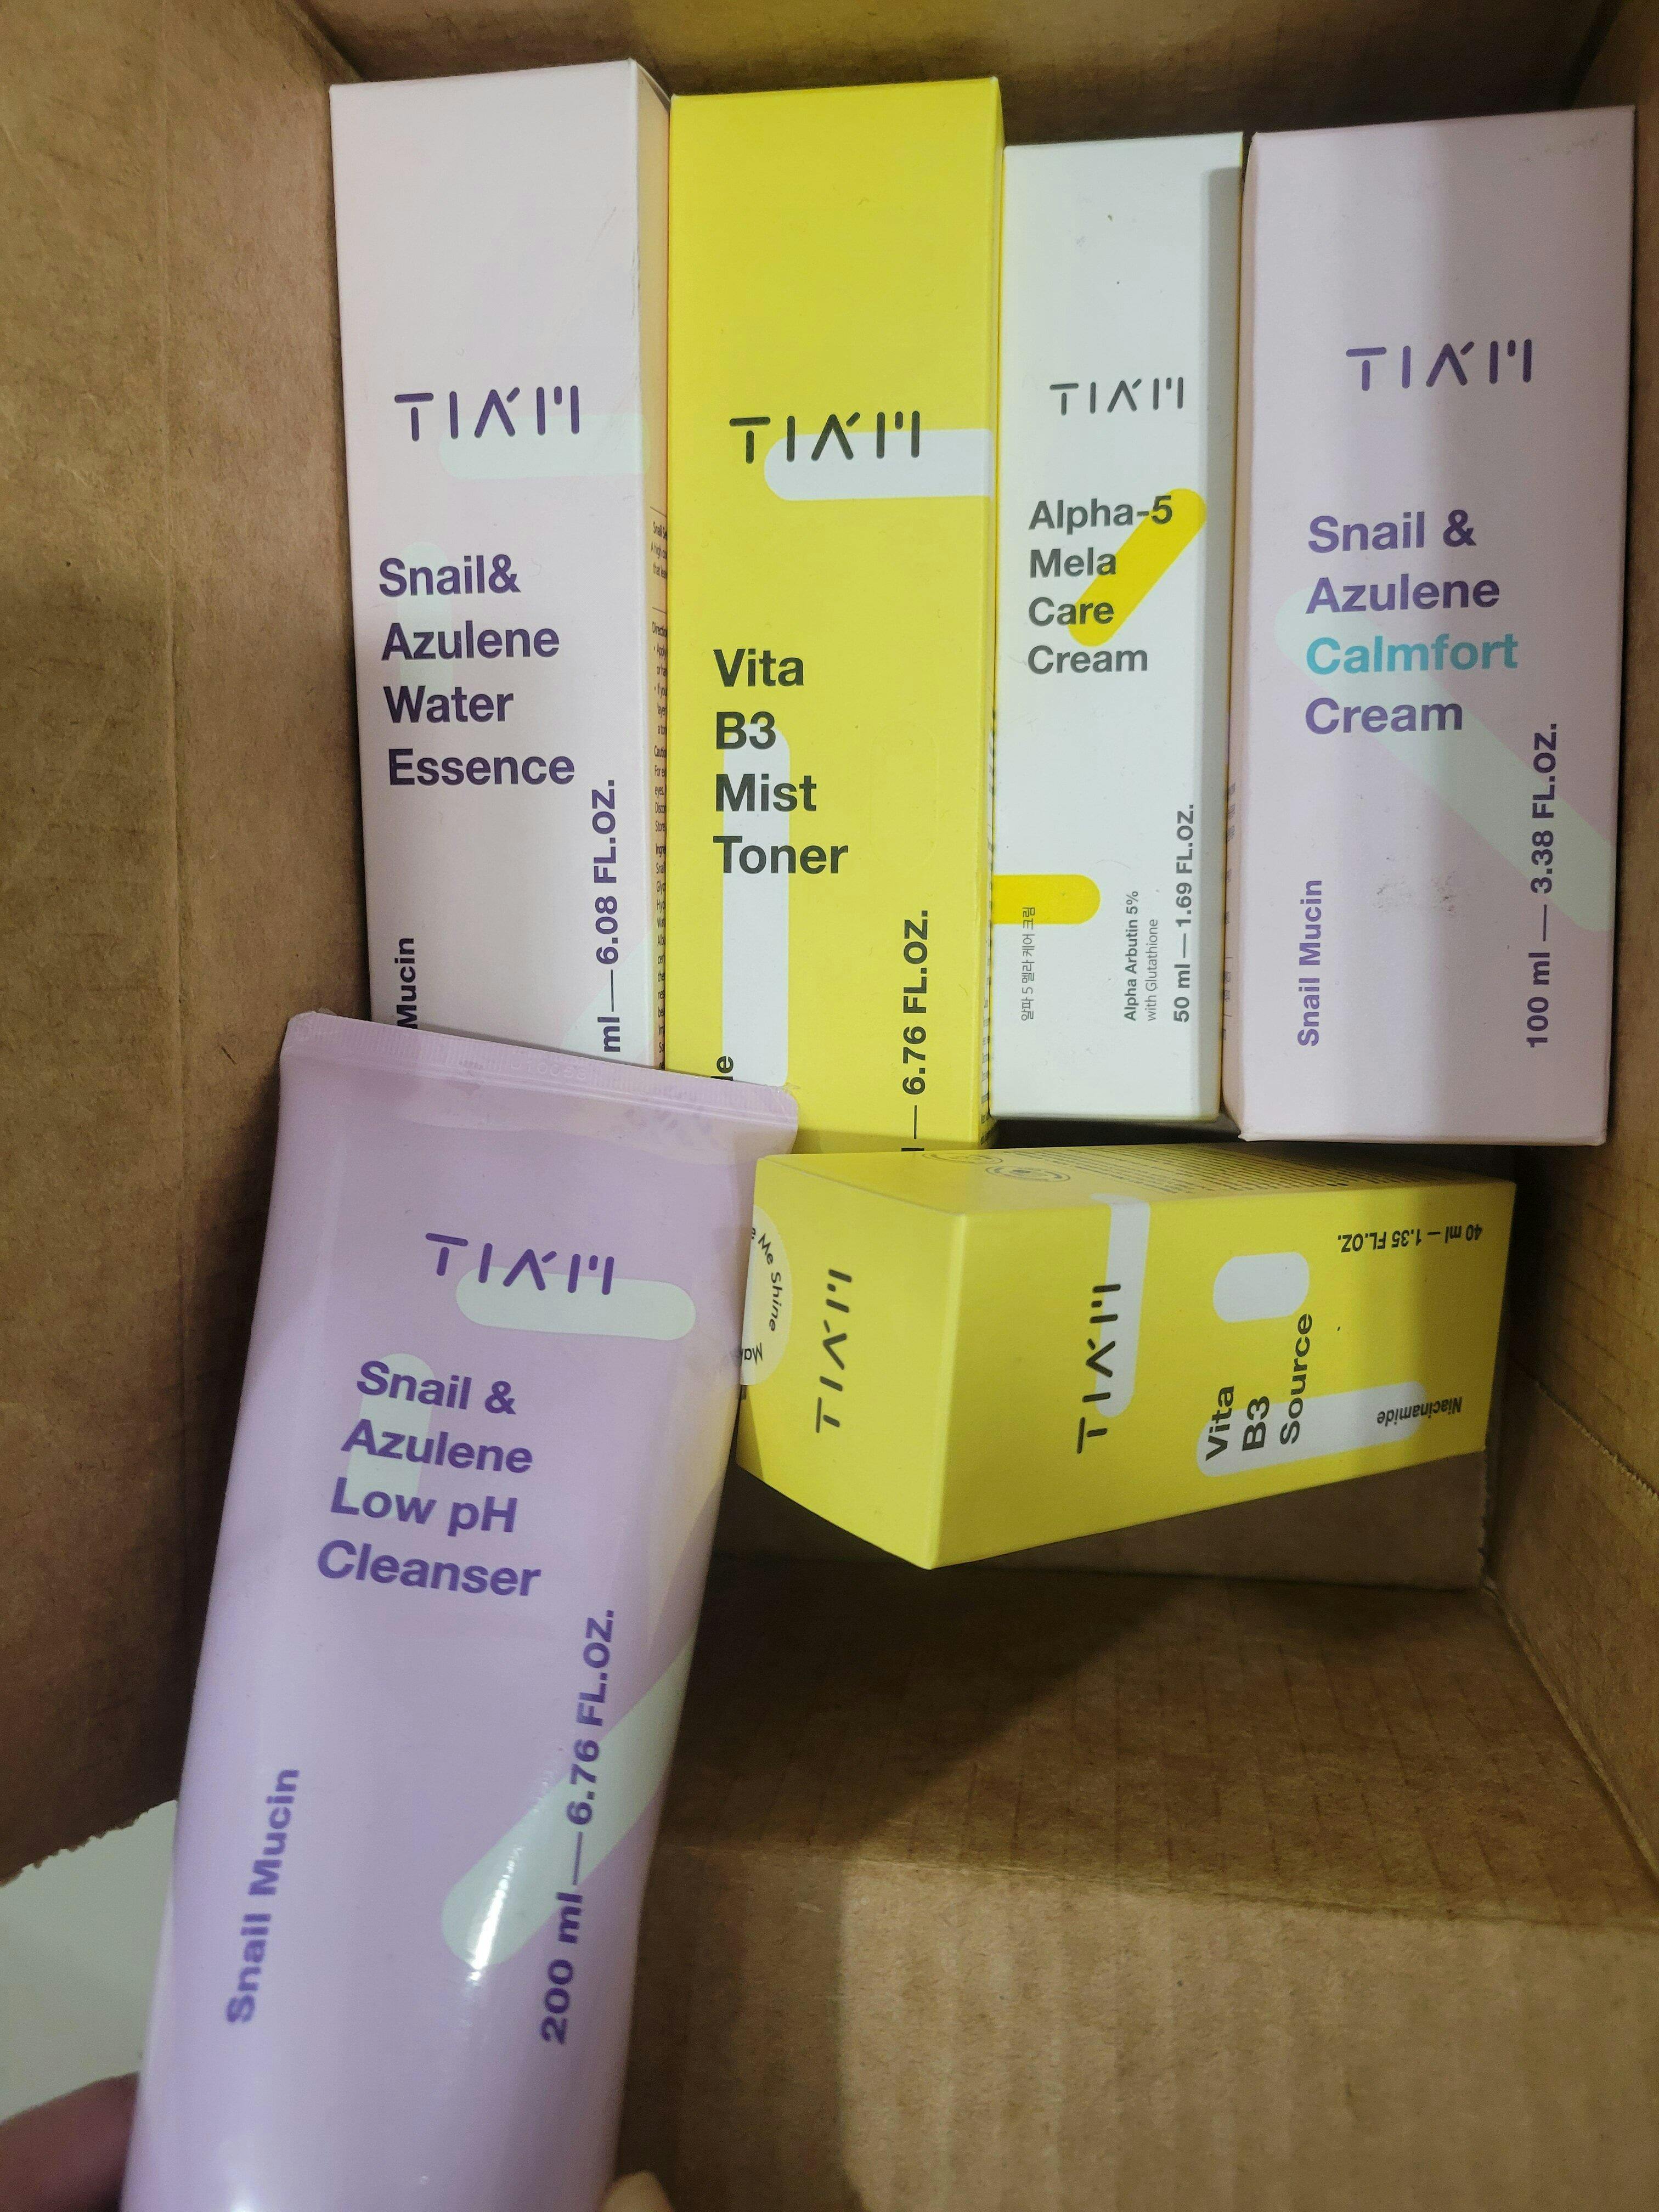 TIAM
Snail&
Azulene
Water
Essence
Mucin
ml — 6.08 FL.OZ.
TIAM
Vita
B3
Mist
Toner
6.76 FL.OZ.
TIAM
Alpha-5
Mela
Care
Cream
알파 5 멜라 케어 크림
Alpha Arbutin 5%
with Glutathione
50 ml — 1.69 FL.OZ.
TIAM
Snail &
Azulene
Calmfort
Cream
Snail Mucin
100 ml — 3.38 FL.OZ.
TIAM
Snail &
Azulene
Low pH
Cleanser
Snail Mucin
200 ml — 6.76 FL.OZ.
Me Shine
TIAM
TIAM
Vita
B3
Source
Niacinamide
40 ml — 1.35 FL.OZ.